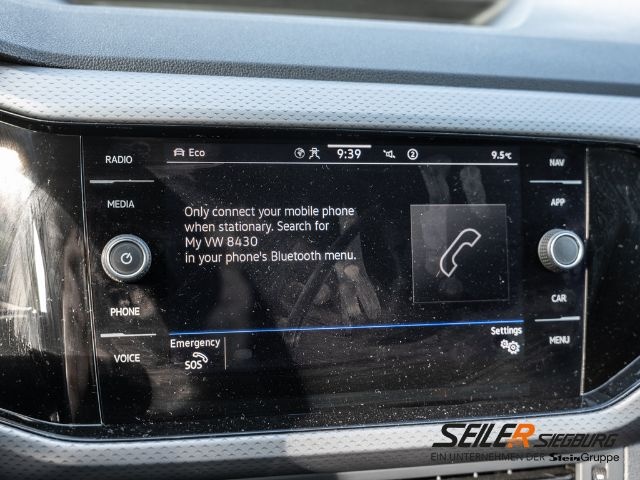 RADIO
MEDIA
PHONE
VOICE
Eco
9:39
2
9.5°C
Only connect your mobile phone
when stationary. Search for
My VW 8430
in your phone's Bluetooth menu.
Emergency
SOS
Settings
NAV
APP
CAR
MENU
SEILER SIEGBURG
EIN UNTERNEHMEN DER SteinGruppe